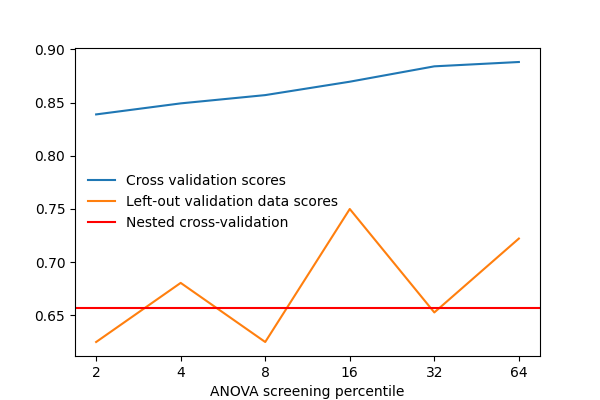 0.90
0.85
0.80
0.75
0.70
0.65
Cross validation scores
Left-out validation data scores
Nested cross-validation
2 4 8 16 32 64
ANOVA screening percentile